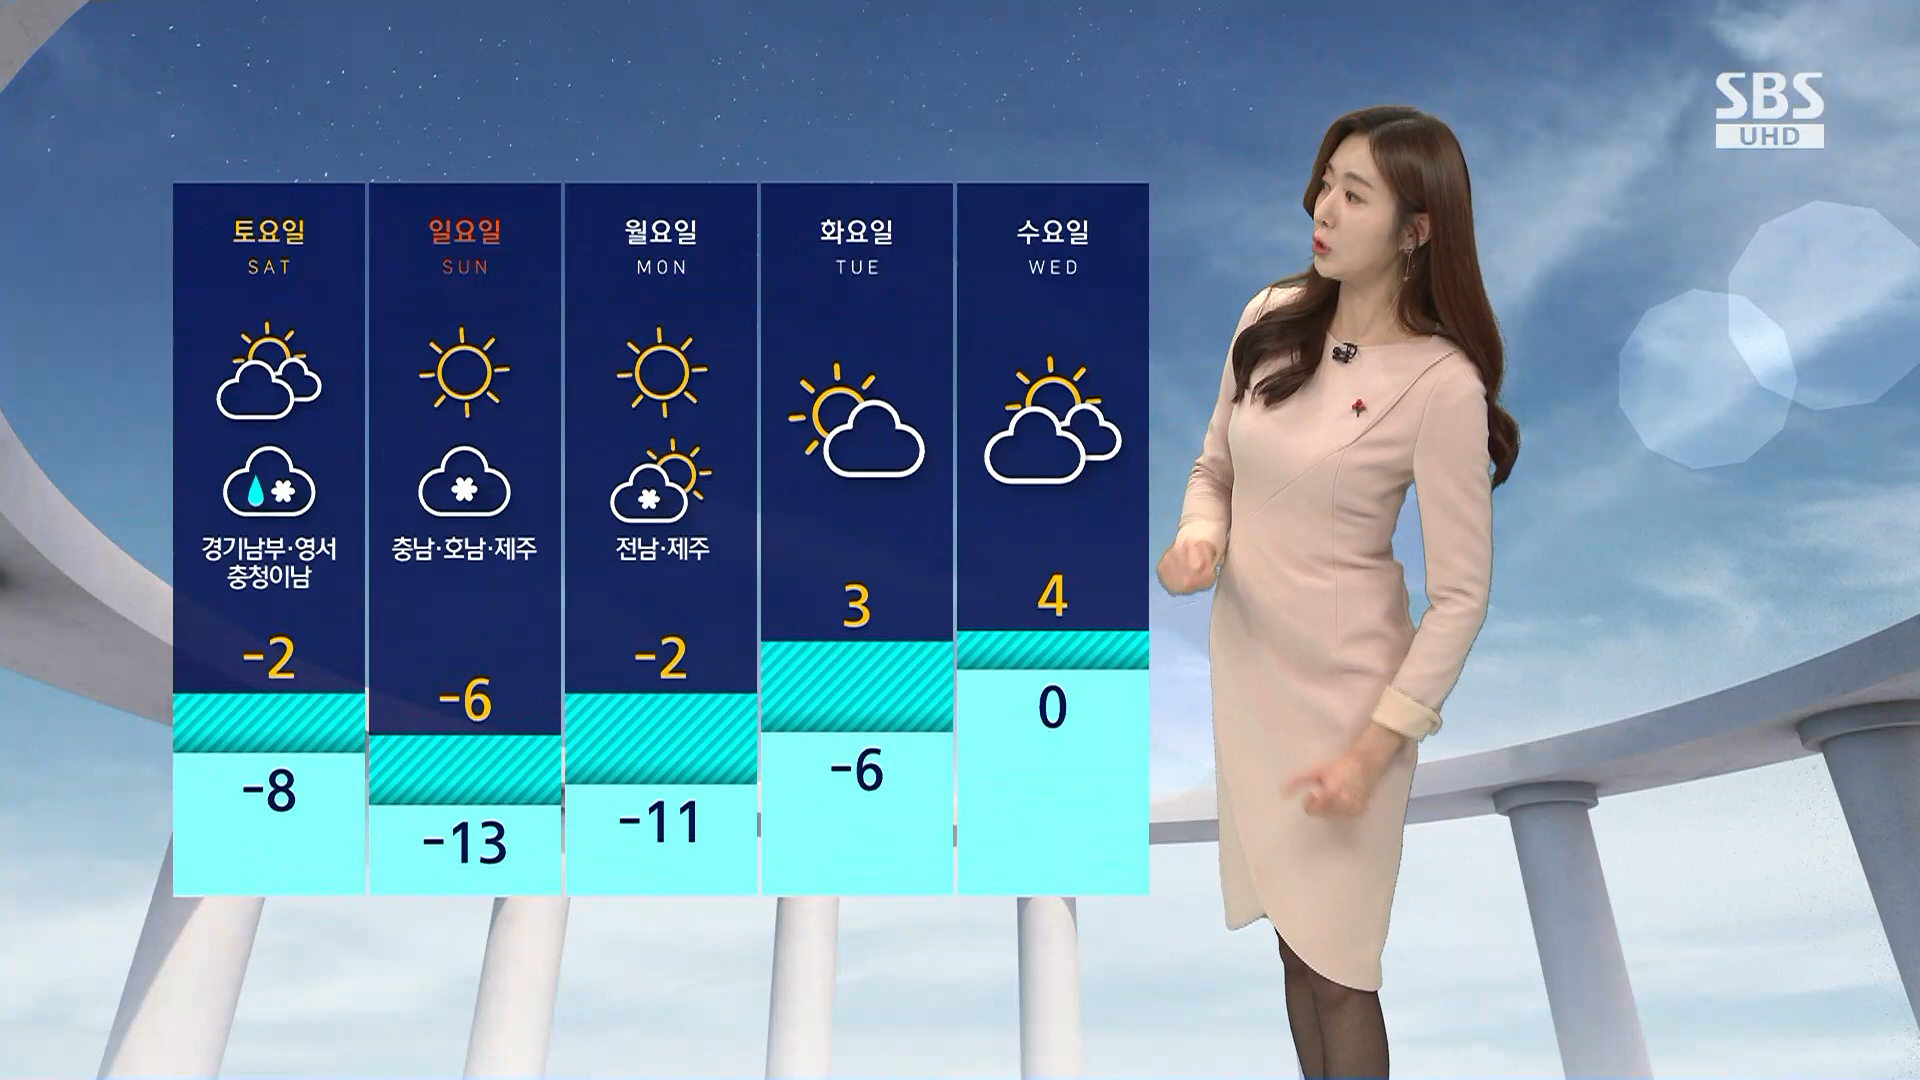 SBS
UHD
토요일
SAT
경기남부·영서
충청이남
-2
-8
일요일
SUN
충남·호남·제주
-6
-13
월요일
MON
전남·제주
-2
-11
화요일
TUE
3
-6
수요일
WED
4
0